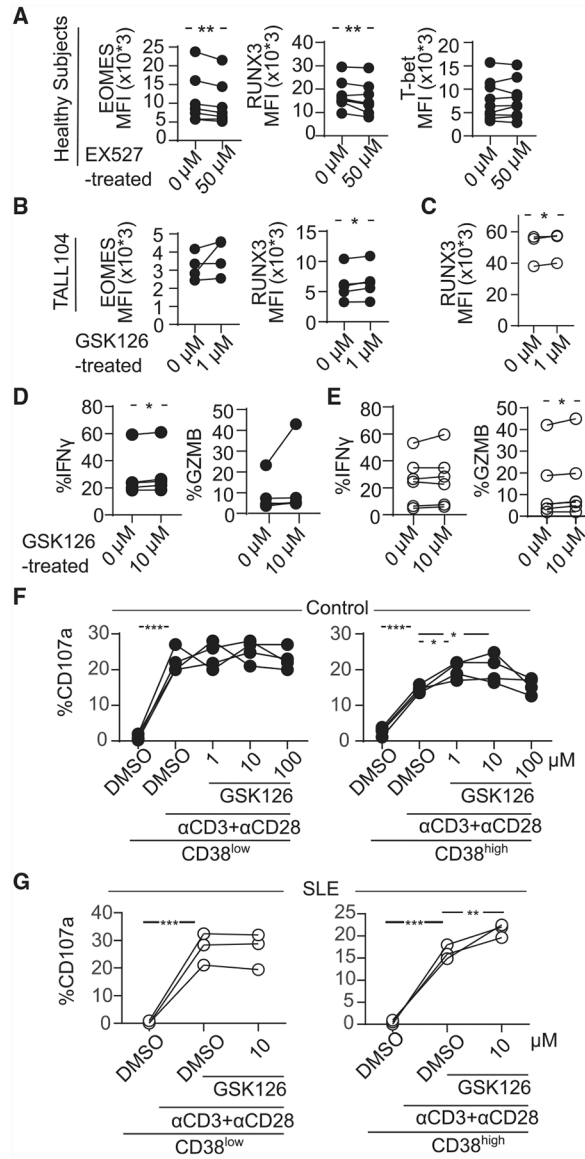 A
Healthy Subjects
EX527
-treated
EOMES
MFI (x10*3)
25
20
15
10
5
0
**
0 µM
50 µM
RUNX3
MFI (x10*3)
40
30
20
10
0
**
0 µM
50 µM
T-bet
MFI (x10*3)
20
15
10
5
0
0 µM
50 µM
B
TALL104
GSK126
-treated
EOMES
MFI (x10*3)
5
4
3
2
1
0
0 µM
1 µM
RUNX3
MFI (x10*3)
15
10
5
0
*
0 µM
1 µM
C
RUNX3
MFI (x10*3)
60
40
20
0
*
0 µM
1 µM
D
GSK126
-treated
%IFNγ
80
60
40
20
0
*
0 µM
10 µM
%GZMB
50
40
30
20
10
0
0 µM
10 µM
E
%IFNγ
80
60
40
20
0
0 µM
10 µM
%GZMB
50
40
30
20
10
0
*
0 µM
10 µM
F
Control
%CD107a
30
20
10
0
***
DMSO
DMSO
1
10
100
GSK126
αCD3+αCD28
CD38low
30
20
10
0
***
*
*
DMSO
DMSO
1
10
100
µM
GSK126
αCD3+αCD28
CD38high
G
SLE
%CD107a
40
30
20
10
0
***
DMSO
DMSO
10
GSK126
αCD3+αCD28
CD38low
25
20
15
10
5
0
***
**
DMSO
DMSO
10
µM
GSK126
αCD3+αCD28
CD38high